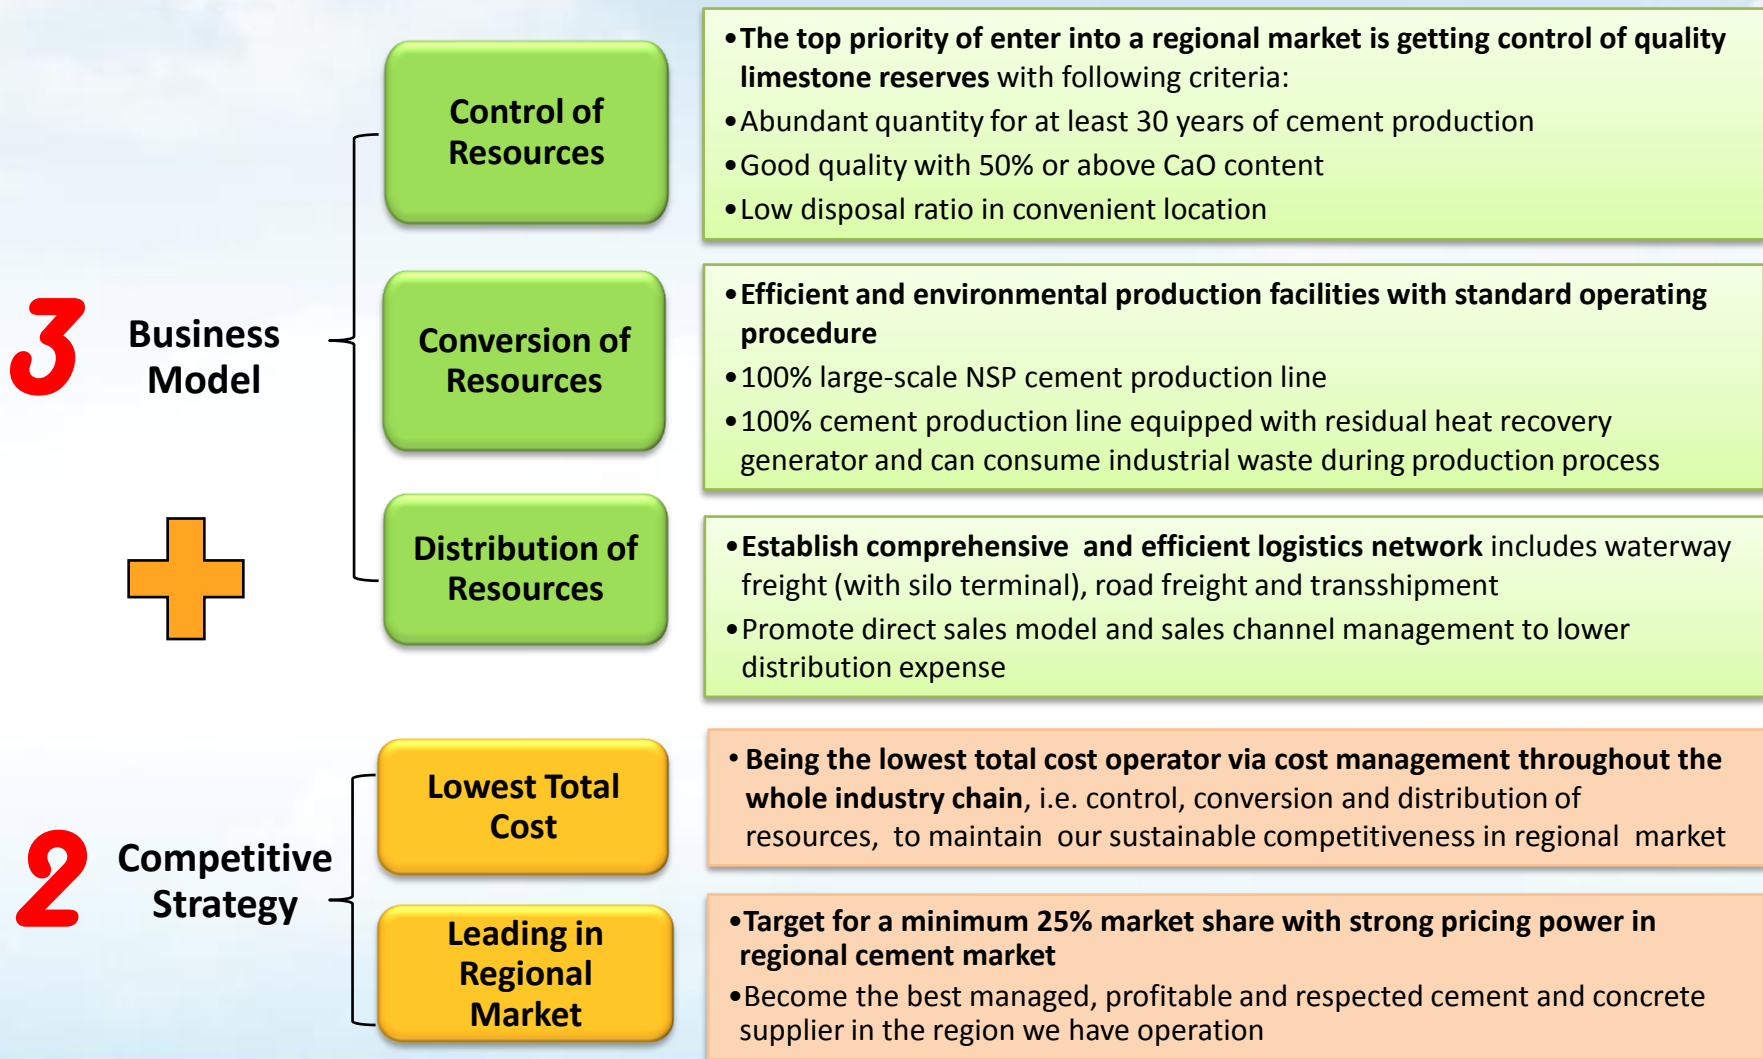 3
Business
Model
Control of
Resources
•The top priority of enter into a regional market is getting control of quality
limestone reserves with following criteria:
•Abundant quantity for at least 30 years of cement production
•Good quality with 50% or above CaO content
•Low disposal ratio in convenient location
Conversion of
Resources
•Efficient and environmental production facilities with standard operating
procedure
•100% large-scale NSP cement production line
•100% cement production line equipped with residual heat recovery
generator and can consume industrial waste during production process
Distribution of
Resources
•Establish comprehensive and efficient logistics network includes waterway
freight (with silo terminal), road freight and transshipment
•Promote direct sales model and sales channel management to lower
distribution expense
2
Competitive
Strategy
Lowest Total
Cost
• Being the lowest total cost operator via cost management throughout the
whole industry chain, i.e. control, conversion and distribution of
resources, to maintain our sustainable competitiveness in regional market
Leading in
Regional
Market
•Target for a minimum 25% market share with strong pricing power in
regional cement market
•Become the best managed, profitable and respected cement and concrete
supplier in the region we have operation